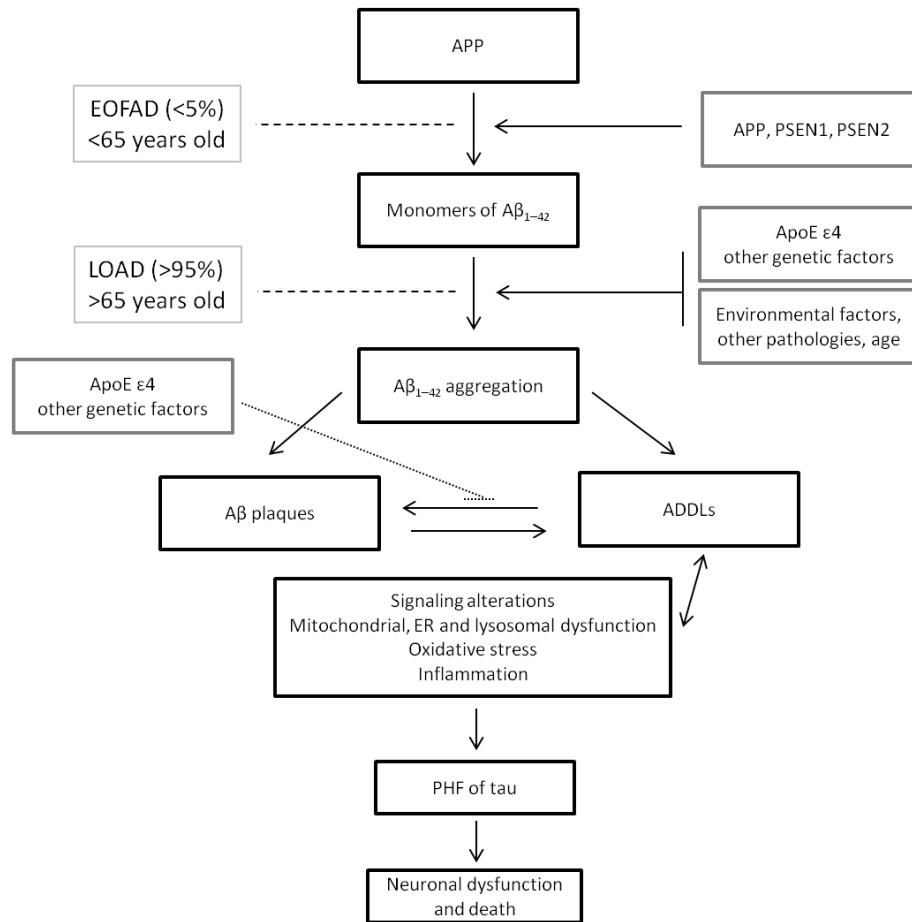 APP
EOFAD (<5%)
<65 years old
APP, PSEN1, PSEN2
Monomers of Aβ₁₋₄₂
ApoE ε4
other genetic factors
LOAD (>95%)
>65 years old
Environmental factors,
other pathologies, age
ApoE ε4
other genetic factors
Aβ₁₋₄₂ aggregation
Aβ plaques
ADDLs
Signaling alterations
Mitochondrial, ER and lysosomal dysfunction
Oxidative stress
Inflammation
PHF of tau
Neuronal dysfunction
and death